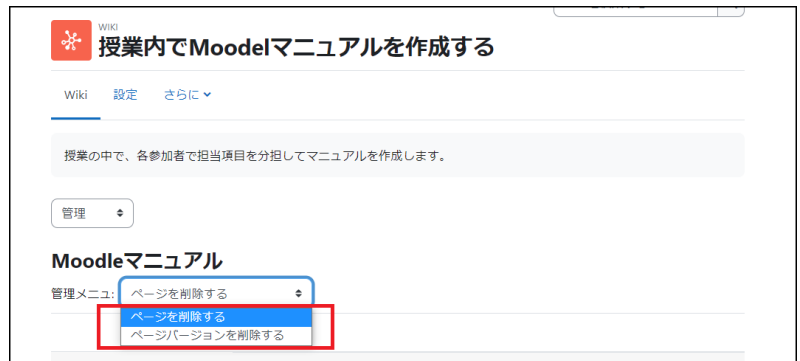 WIKI
授業内でMoodelマニュアルを作成する
Wiki 設定 さらに
授業の中で、各参加者で担当項目を分担してマニュアルを作成します。
管理
Moodleマニュアル
管理メニュ: ページを削除する
ページを削除する
ページバージョンを削除する